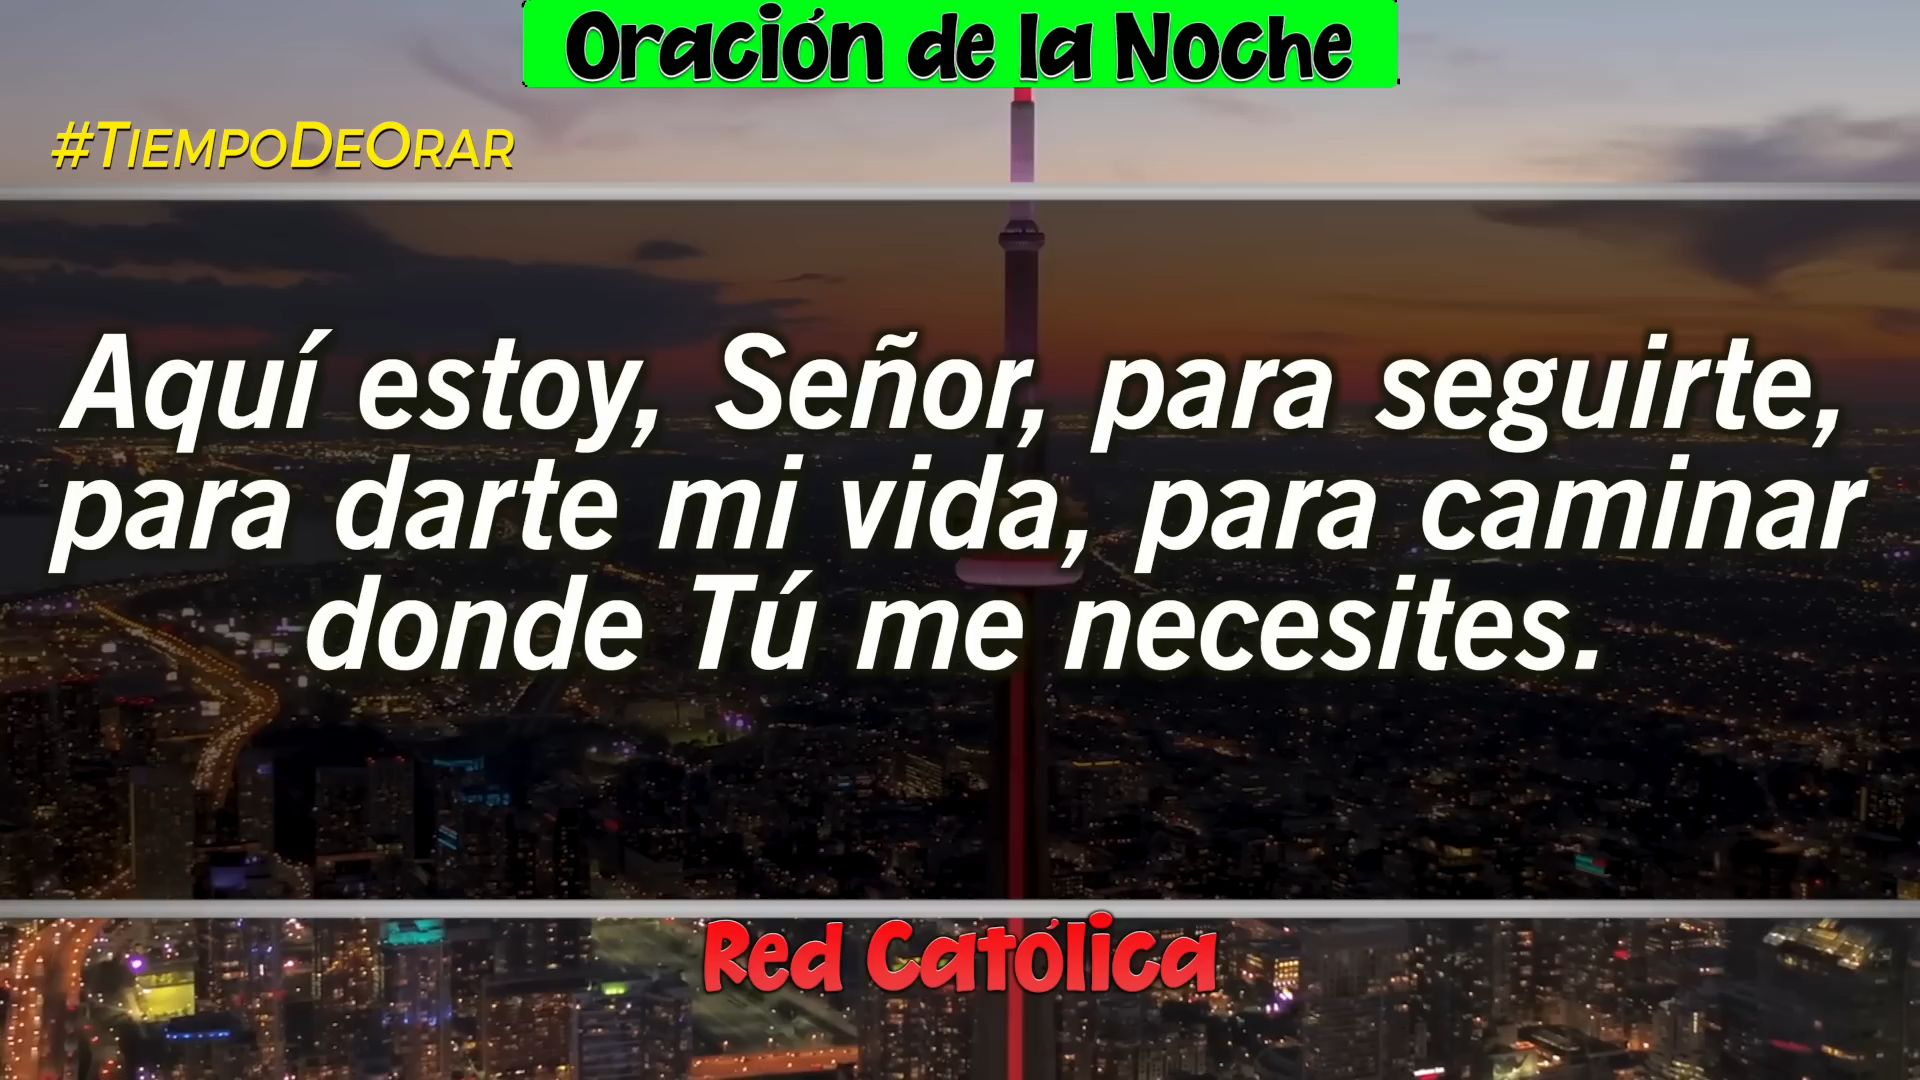 Oración de la Noche
#TiempoDeOrar
Aquí estoy, Señor, para seguirte,
para darte mi vida, para caminar
donde Tú me necesites.
Red Católica